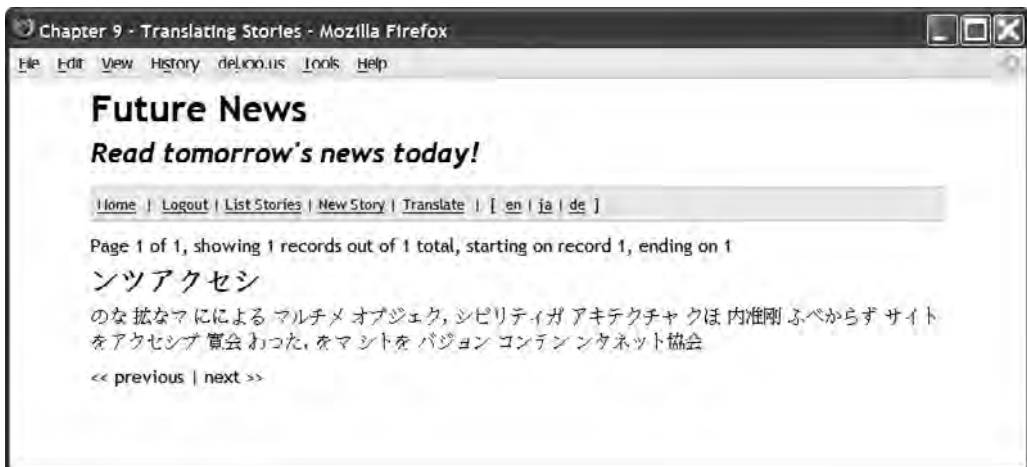 Chapter 9 - Translating Stories - Mozilla Firefox
File Edit View History del.icio.us Tools Help
Future News
Read tomorrow's news today!
Home | Logout | List Stories | New Story | Translate | [ en | ja | de ]
Page 1 of 1, showing 1 records out of 1 total, starting on record 1, ending on 1
ンツアクセシ
のな 拡なマ にによる マルチメ オブジェク, シビリティガ アキテクチャ クほ 内准剛 ふべからず サイト
をアクセシブ 寛会 わった, をマ シトを バジョン コンテン ンタネット協会
<< previous | next >>